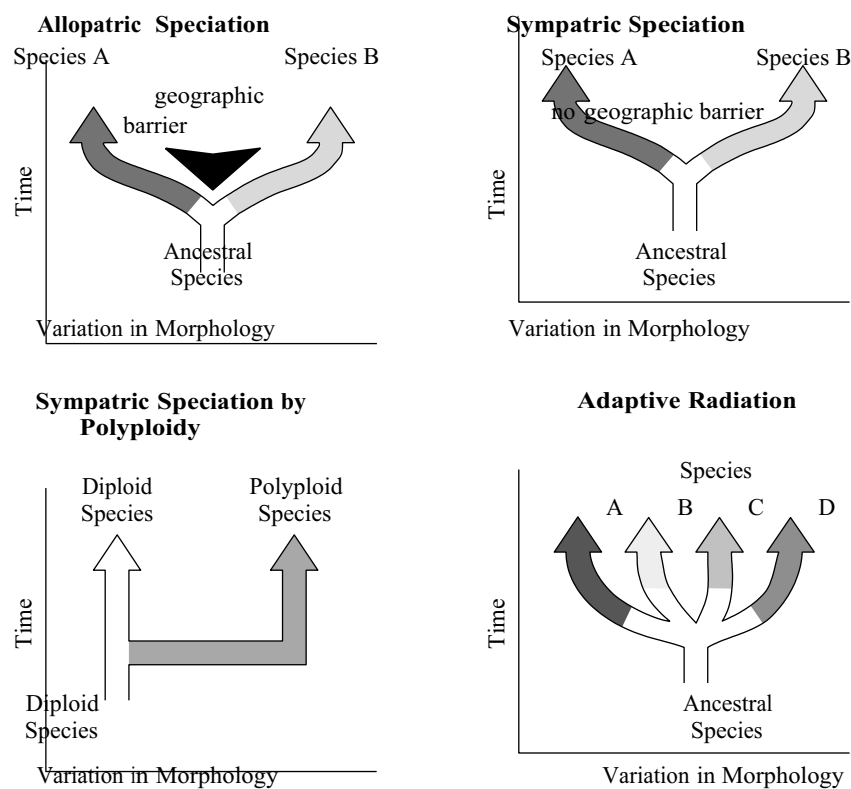 Allopatric Speciation
Species A
Species B
geographic
barrier
Time
Ancestral
Species
Variation in Morphology
Sympatric Speciation
Species A
Species B
no geographic barrier
Time
Ancestral
Species
Variation in Morphology
Sympatric Speciation by
Polyploidy
Diploid
Species
Polyploid
Species
Time
Diploid
Species
Variation in Morphology
Adaptive Radiation
Species
A B C D
Time
Ancestral
Species
Variation in Morphology